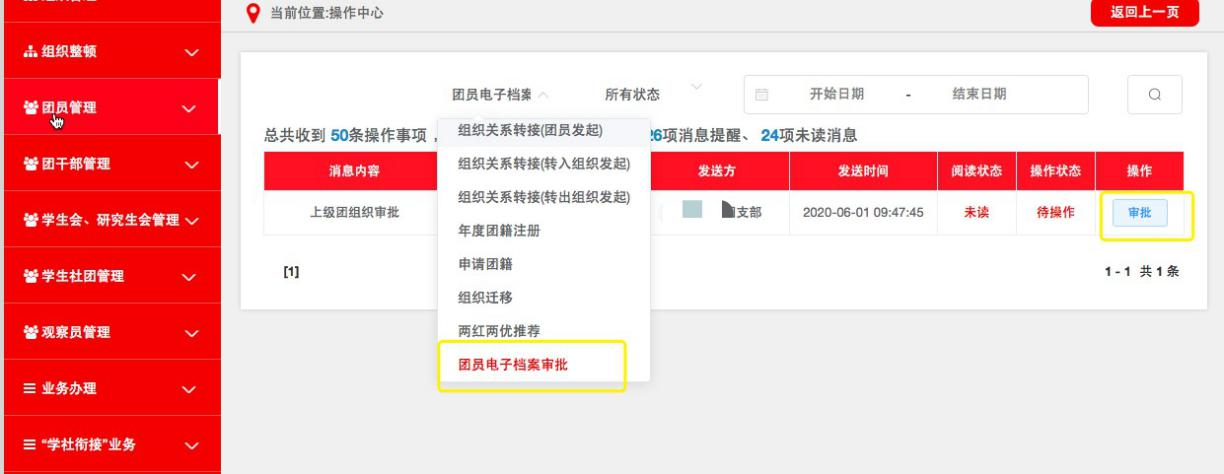 当前位置:操作中心
返回上一页
组织整顿
团员管理
团干部管理
学生会、研究生会管理
学生社团管理
观察员管理
业务办理
"学社衔接"业务
团员电子档案
所有状态
开始日期 - 结束日期
总共收到 50条操作事项，
26项消息提醒、 24项未读消息
组织关系转接(团员发起)
组织关系转接(转入组织发起)
组织关系转接(转出组织发起)
年度团籍注册
申请团籍
组织迁移
两红两优推荐
团员电子档案审批
消息内容 发送方 发送时间 阅读状态 操作状态 操作
上级团组织审批 支部 2020-06-01 09:47:45 未读 待操作 审批
[1]
1 - 1 共 1 条